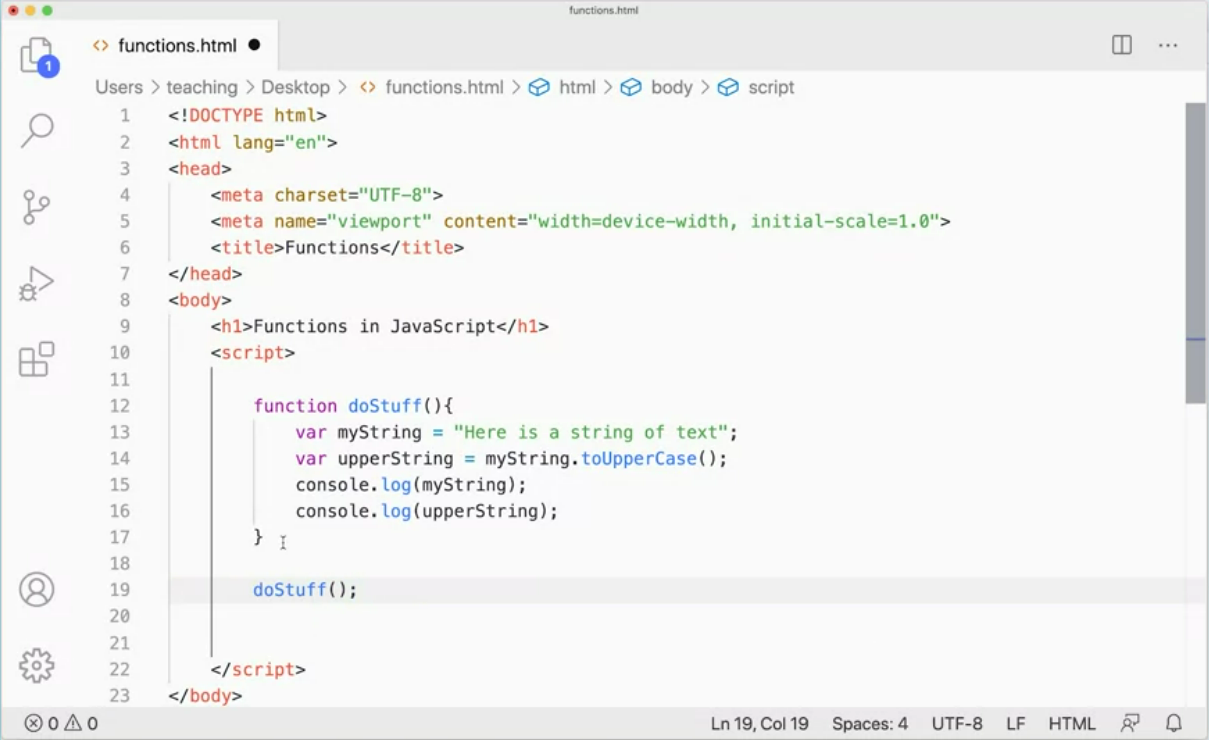 functions.html
functions.html
1
Users > teaching > Desktop > functions.html > html > body > script
1 <!DOCTYPE html>
2 <html lang="en">
3 <head>
4     <meta charset="UTF-8">
5     <meta name="viewport" content="width=device-width, initial-scale=1.0">
6     <title>Functions</title>
7 </head>
8 <body>
9     <h1>Functions in JavaScript</h1>
10     <script>
11
12         function doStuff(){
13             var myString = "Here is a string of text";
14             var upperString = myString.toUpperCase();
15             console.log(myString);
16             console.log(upperString);
17         }
18
19         doStuff();
20
21
22     </script>
23 </body>
0 0 Ln 19, Col 19 Spaces: 4 UTF-8 LF HTML